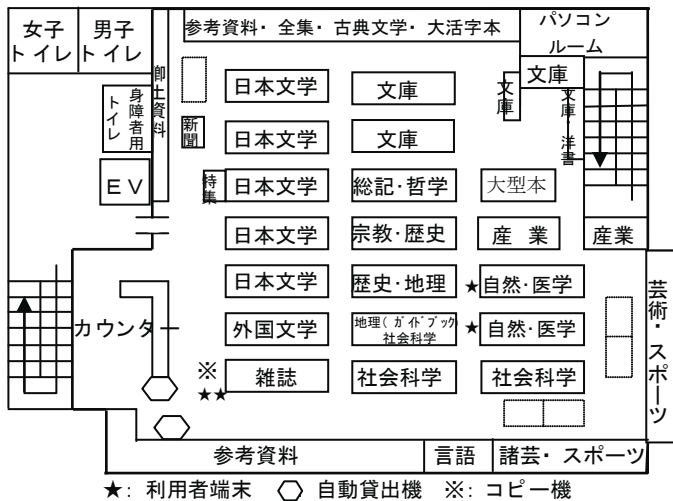 女子
トイレ
男子
トイレ
郷土資料
参考資料・全集・古典文学・大活字本
パソコン
ルーム
日本文学
文庫
文庫
文庫
文庫・洋書
身障者用
トイレ
新聞
日本文学
文庫
EV
特集
日本文学
総記・哲学
大型本
日本文学
宗教・歴史
産業
産業
日本文学
歴史・地理
★自然・医学
芸術・スポーツ
カウンター
外国文学
地理(ガイドブック)
社会科学
★自然・医学
※
★★
雑誌
社会科学
社会科学
参考資料
言語
諸芸・スポーツ
★：利用者端末 自動貸出機 ※：コピー機